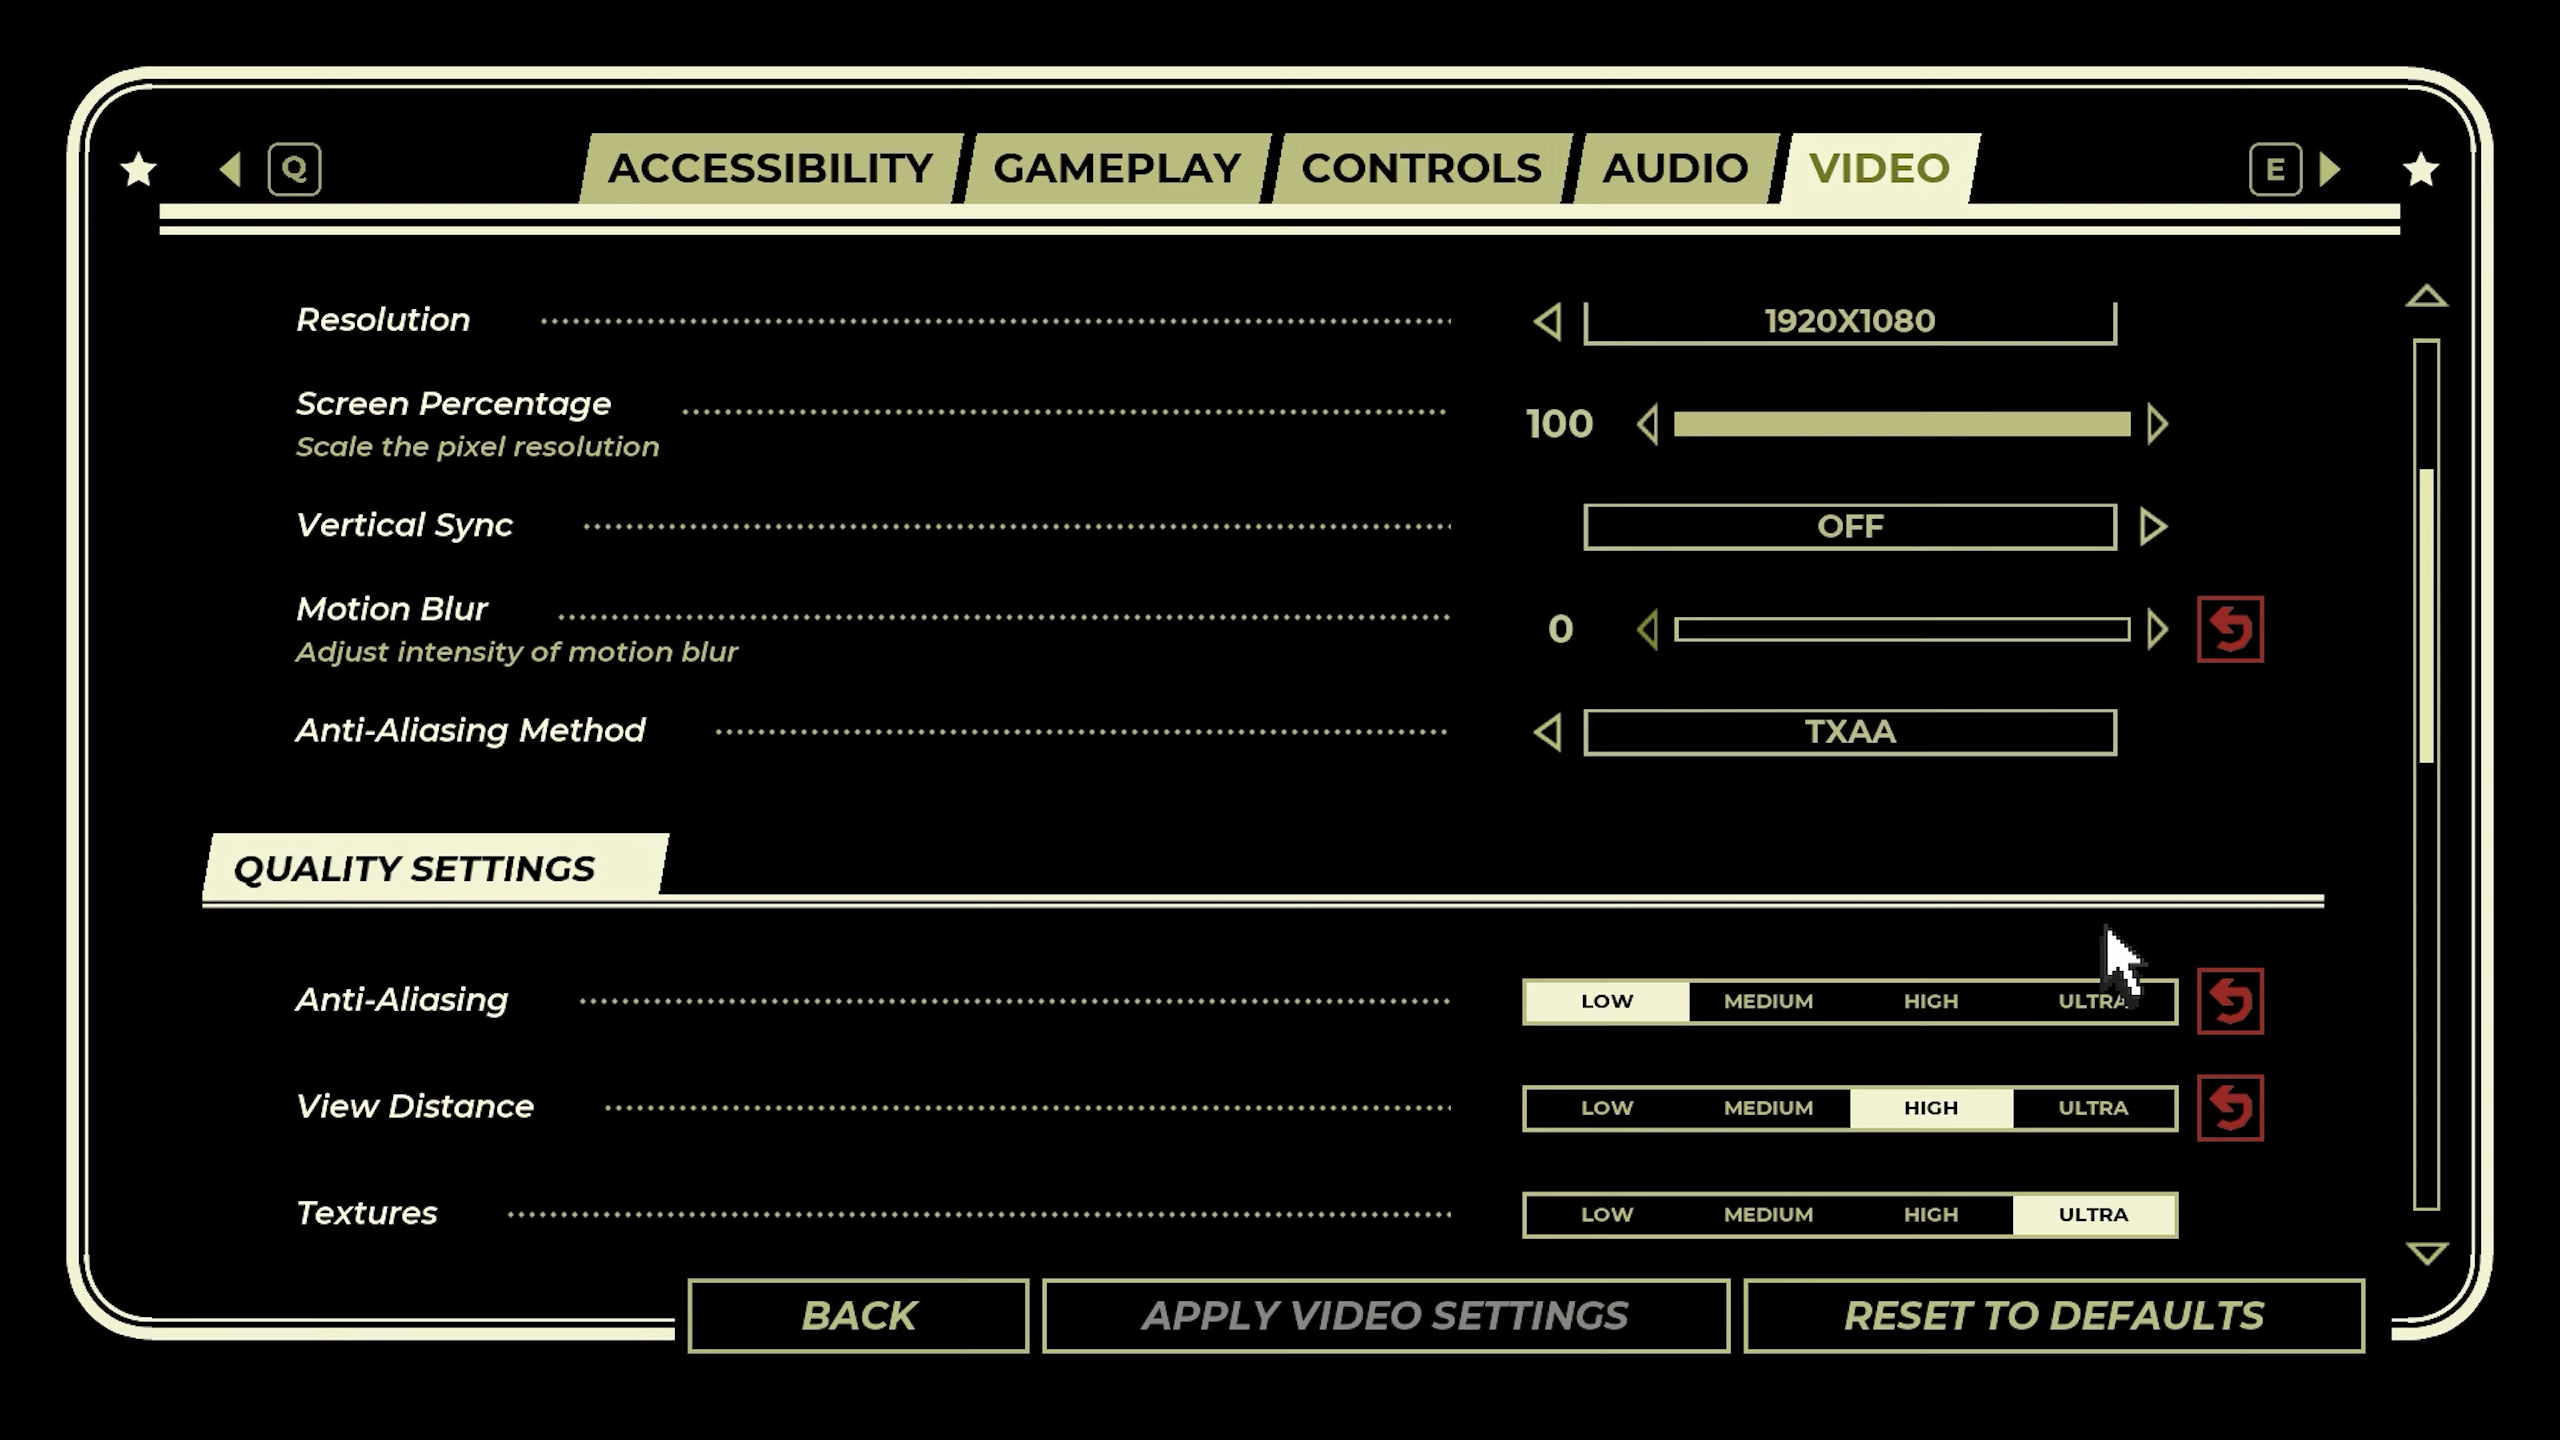 Q ACCESSIBILITY GAMEPLAY CONTROLS AUDIO VIDEO E
Resolution 1920X1080
Screen Percentage 100
Scale the pixel resolution
Vertical Sync OFF
Motion Blur 0
Adjust intensity of motion blur
Anti-Aliasing Method TXAA
QUALITY SETTINGS
Anti-Aliasing LOW MEDIUM HIGH ULTRA
View Distance LOW MEDIUM HIGH ULTRA
Textures LOW MEDIUM HIGH ULTRA
BACK APPLY VIDEO SETTINGS RESET TO DEFAULTS